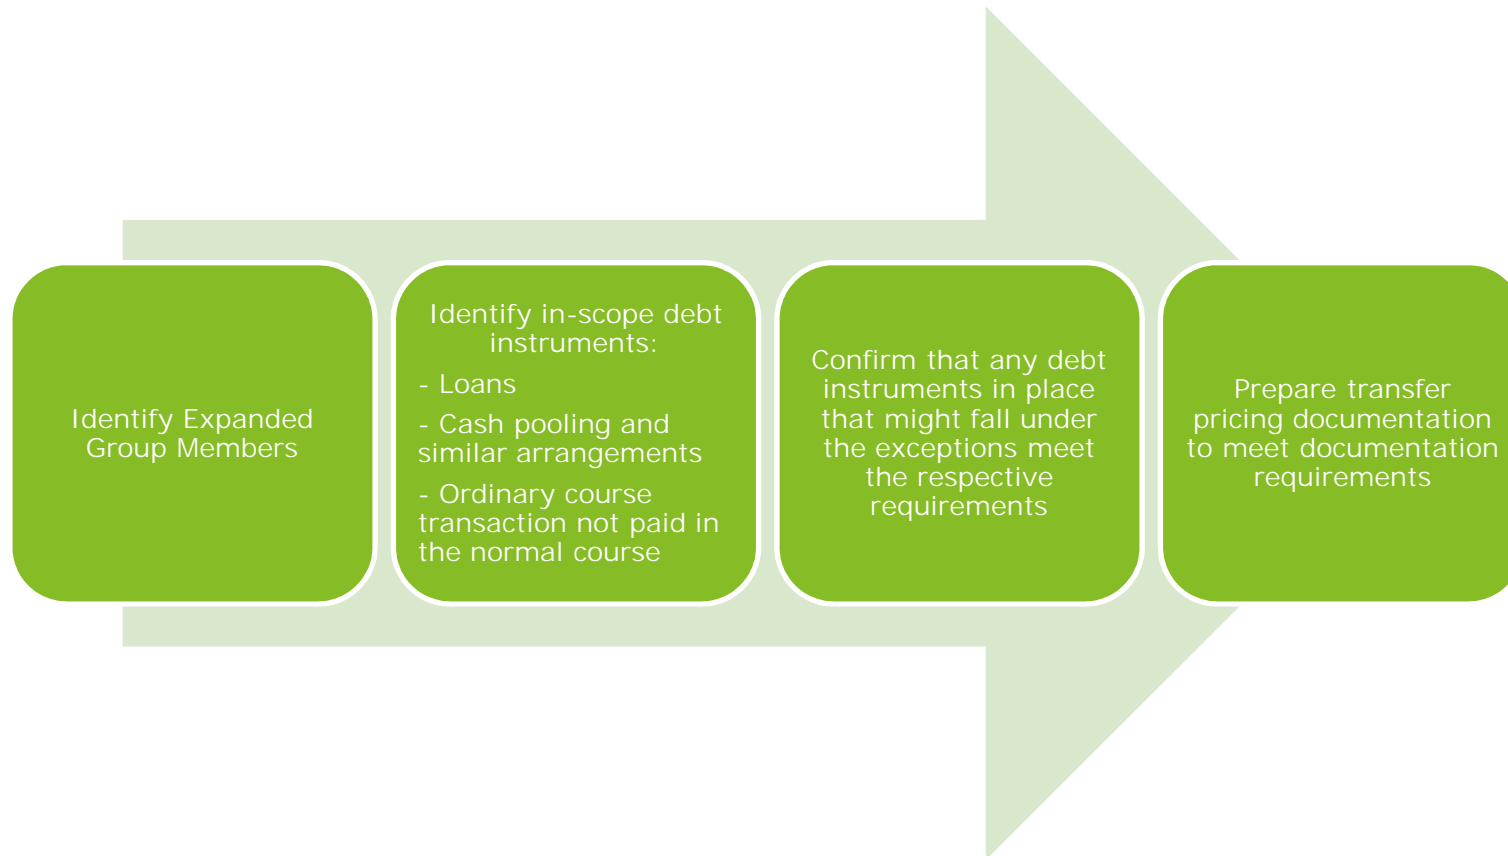 Identify Expanded
Group Members
Identify in-scope debt
instruments:
- Loans
- Cash pooling and
similar arrangements
- Ordinary course
transaction not paid in
the normal course
Confirm that any debt
instruments in place
that might fall under
the exceptions meet
the respective
requirements
Prepare transfer
pricing documentation
to meet documentation
requirements